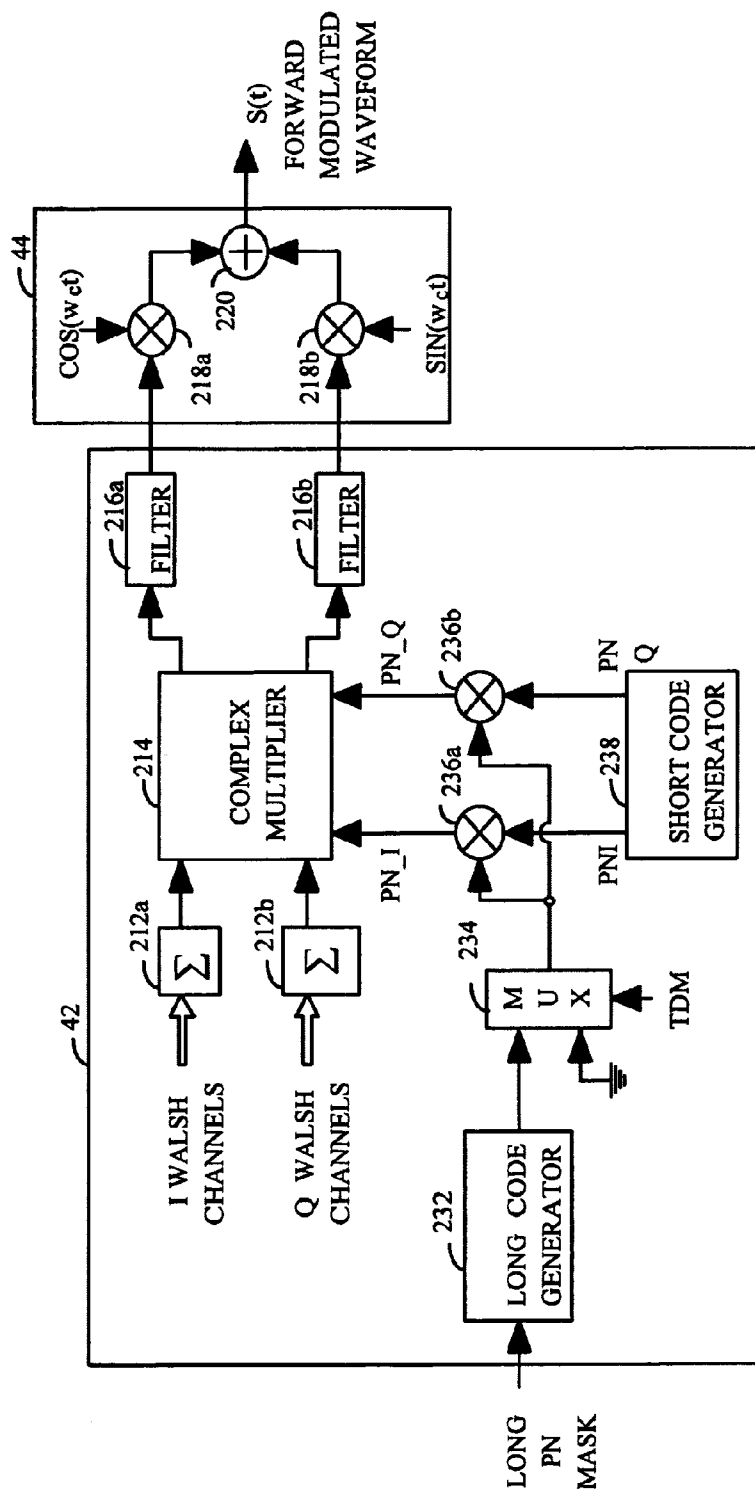 42
I WALSH
CHANNELS
212a
Σ
Q WALSH
CHANNELS
212b
Σ
214
COMPLEX
MULTIPLIER
216a
FILTER
216b
FILTER
44
COS(wct)
218a
218b
SIN(wct)
220
S(t)
FORWARD
MODULATED
WAVEFORM
PN_I
PN_Q
236a
236b
LONG
PN
MASK
232
LONG CODE
GENERATOR
234
M
U
X
TDM
PNI
PN
Q
238
SHORT CODE
GENERATOR